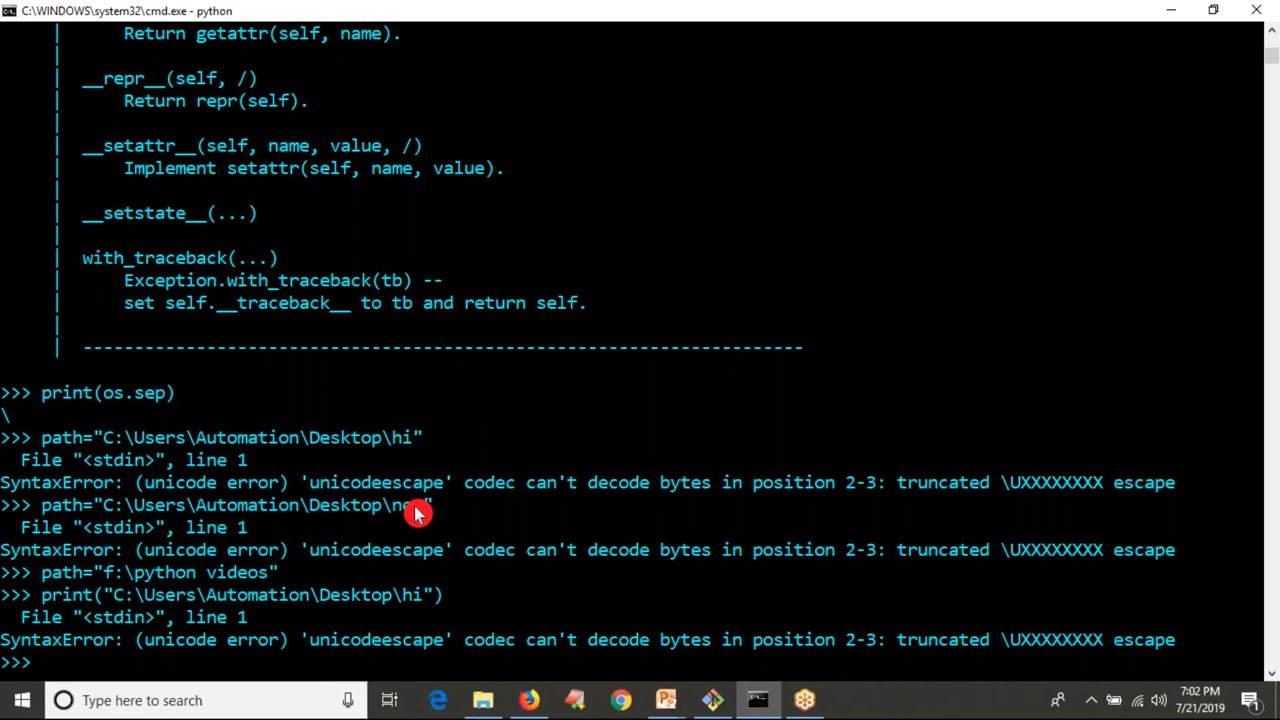 C:\WINDOWS\system32\cmd.exe - python
|      Return getattr(self, name).
|
|  __repr__(self, /)
|      Return repr(self).
|
|  __setattr__(self, name, value, /)
|      Implement setattr(self, name, value).
|
|  __setstate__(...)
|
|  with_traceback(...)
|      Exception.with_traceback(tb) --
|      set self.__traceback__ to tb and return self.
|
|  ----------------------------------------------------------------------
>>> print(os.sep)
\
>>> path="C:\Users\Automation\Desktop\hi"
  File "<stdin>", line 1
SyntaxError: (unicode error) 'unicodeescape' codec can't decode bytes in position 2-3: truncated \UXXXXXXXX escape
>>> path="C:\Users\Automation\Desktop\
  File "<stdin>", line 1
SyntaxError: (unicode error) 'unicodeescape' codec can't decode bytes in position 2-3: truncated \UXXXXXXXX escape
>>> path="f:\python videos"
>>> print("C:\Users\Automation\Desktop\hi")
  File "<stdin>", line 1
SyntaxError: (unicode error) 'unicodeescape' codec can't decode bytes in position 2-3: truncated \UXXXXXXXX escape
>>>
Type here to search
7:02 PM
7/21/2019
1